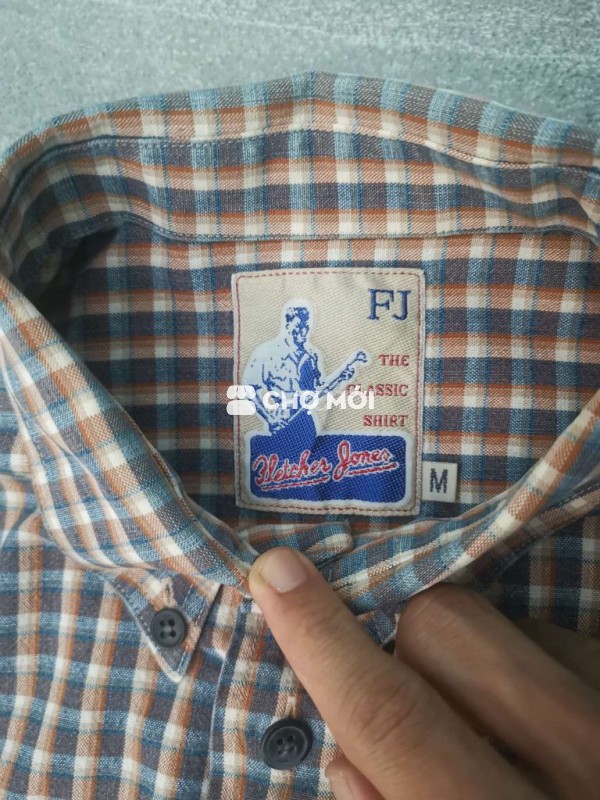 FJ
THE
CLASSIC
SHIRT
CHỢ MỚI
Fletcher Jones
M